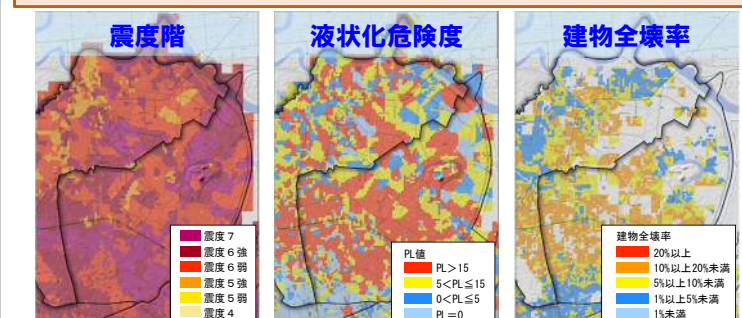 震度階
液状化危険度
建物全壊率
震度７
震度６強
震度６弱
震度５強
震度５弱
震度４
PL値
PL＞15
5＜PL≦15
0＜PL≦5
PL＝0
建物全壊率
20%以上
10%以上20%未満
5%以上10%未満
1%以上5%未満
1%未満